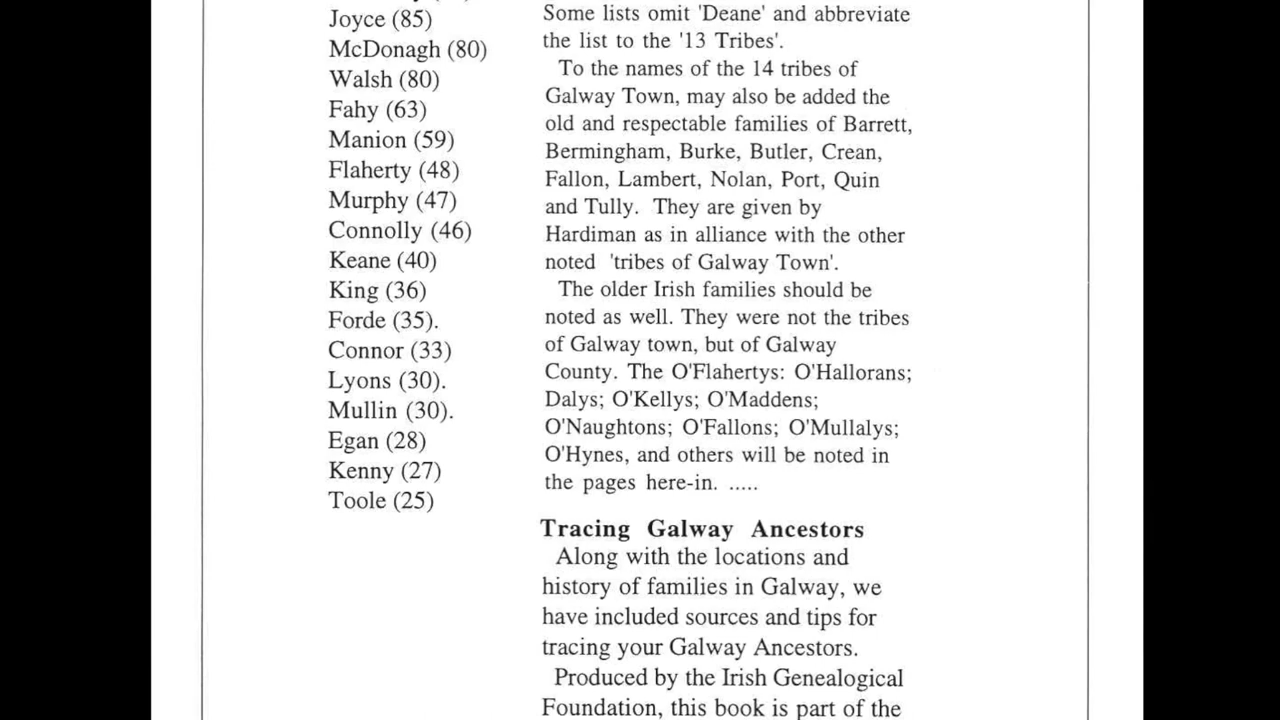 Joyce (85)
McDonagh (80)
Walsh (80)
Fahy (63)
Manion (59)
Flaherty (48)
Murphy (47)
Connolly (46)
Keane (40)
King (36)
Forde (35).
Connor (33)
Lyons (30).
Mullin (30).
Egan (28)
Kenny (27)
Toole (25)
Some lists omit 'Deane' and abbreviate
the list to the '13 Tribes'.
To the names of the 14 tribes of
Galway Town, may also be added the
old and respectable families of Barrett,
Bermingham, Burke, Butler, Crean,
Fallon, Lambert, Nolan, Port, Quin
and Tully. They are given by
Hardiman as in alliance with the other
noted 'tribes of Galway Town'.
The older Irish families should be
noted as well. They were not the tribes
of Galway town, but of Galway
County. The O'Flahertys: O'Hallorans;
Dalys; O'Kellys; O'Maddens;
O'Naughtons; O'Fallons; O'Mullalys;
O'Hynes, and others will be noted in
the pages here-in. .....
Tracing Galway Ancestors
Along with the locations and
history of families in Galway, we
have included sources and tips for
tracing your Galway Ancestors.
Produced by the Irish Genealogical
Foundation, this book is part of the